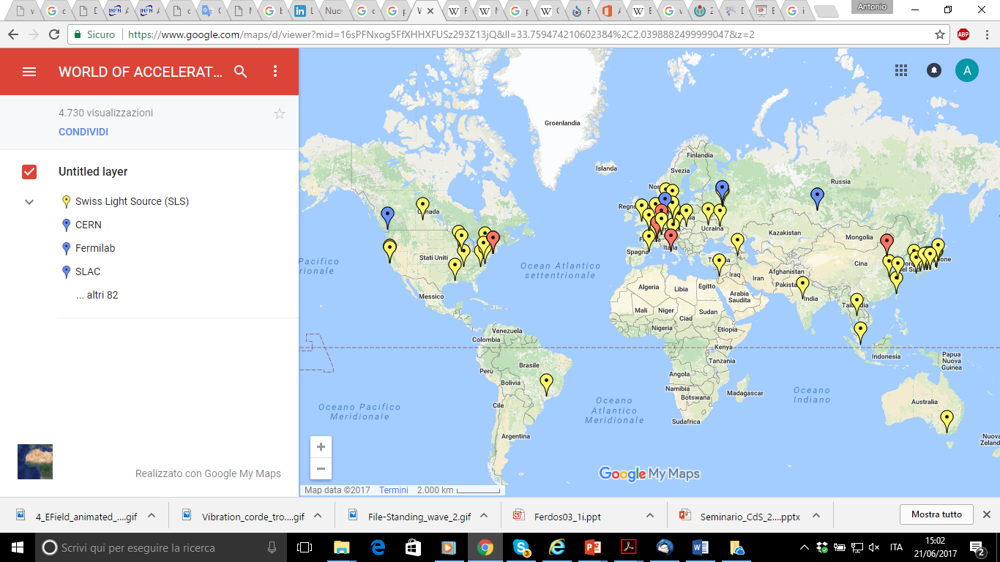 Antonio
Sicuro
https://www.google.com/maps/d/viewer?mid=16sPFNxog5FfXHHXFUSz293Z13jQ&ll=33.759474210602384%2C2.0398882499999047&z=2
ABP
WORLD OF ACCELERAT...
A
4.730 visualizzazioni
CONDIVIDI
Untitled layer
Swiss Light Source (SLS)
CERN
Fermilab
SLAC
... altri 82
Realizzato con Google My Maps
Groenlandia
Islanda
Finlandia
Svezia
Russia
Canada
Ucraina
Kazakistan
Mongolia
Stati Uniti
Spagna
Italia
Cina
Pacifico
Ocean Atlantico
settentrionale
Iraq
Iran
Afghanistan
Pakistan
Messico
Algeria
Libia
Egitto
Arabia
Saudita
India
Mali
Niger
Sudan
Ciad
Nigeria
Etiopia
Venezuela
Colombia
Kenya
Indonesia
Papua
Nuova
Guinea
Tanzania
Perù
Brasile
Angola
Bolivia
Namibia
Botswana
Madagascar
Oceano
Indiano
Oceano Pacifico
Meridionale
Oceano
Atlantico
Meridionale
Cile
Australia
Sudafrica
Argentina
Nuova
Google My Maps
Map data ©2017 Termini 2.000 km
4_EField_animated_....gif
Vibration_corde_tro....gif
File-Standing_wave_2.gif
Ferdos03_1i.ppt
Seminario_CdS_2....pptx
Mostra tutto
Scrivi qui per eseguire la ricerca
3
ITA
15:02
21/06/2017
2